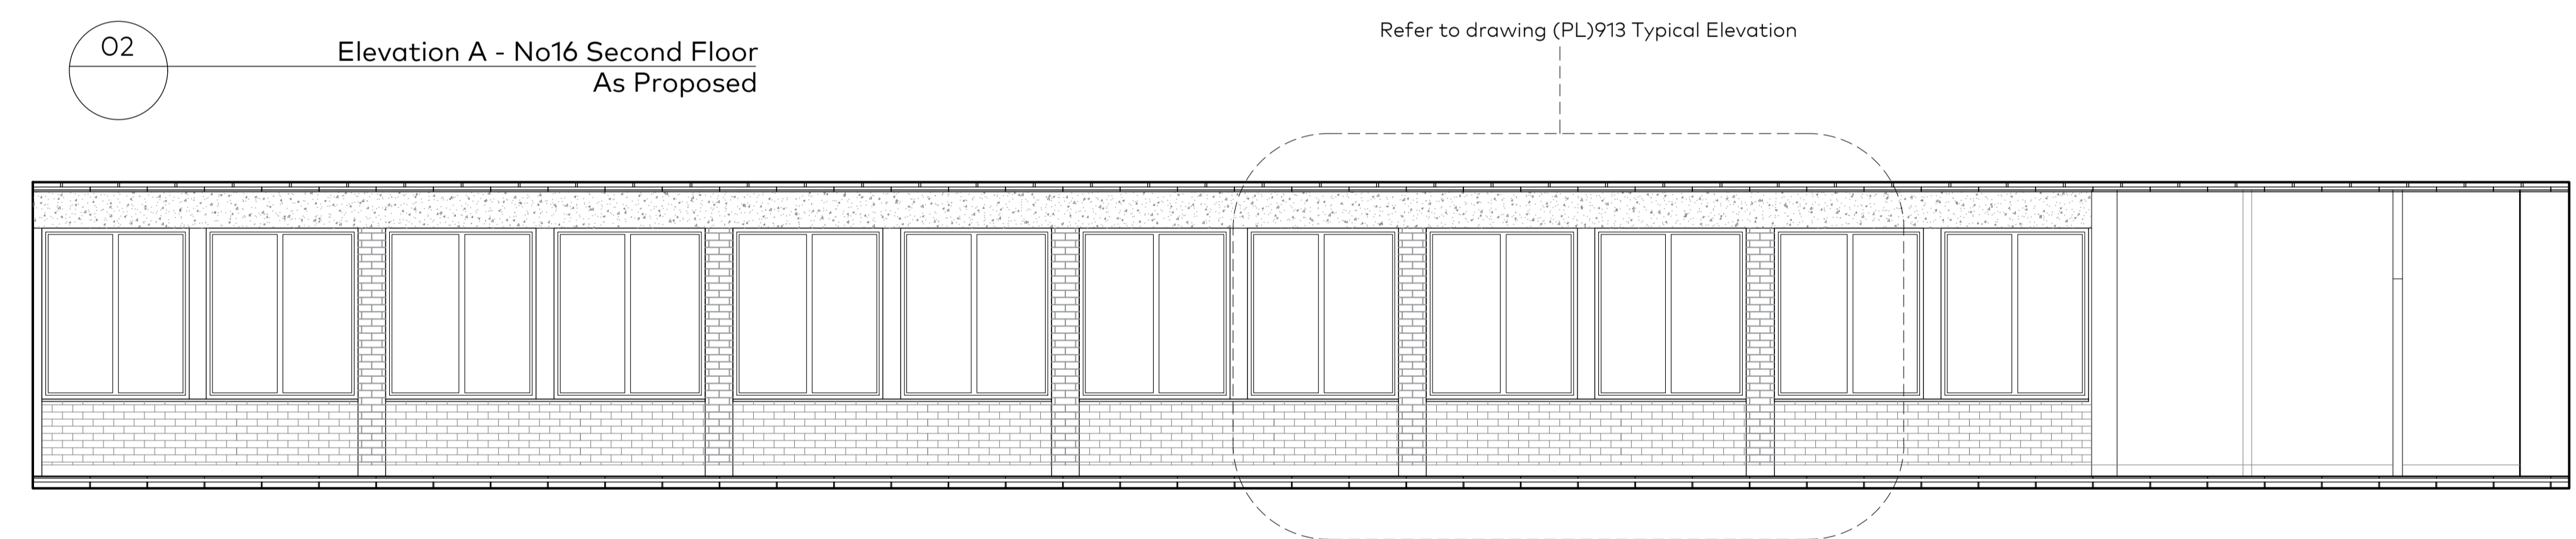 02
Elevation A - No16 Second Floor
As Proposed
Refer to drawing (PL)913 Typical Elevation